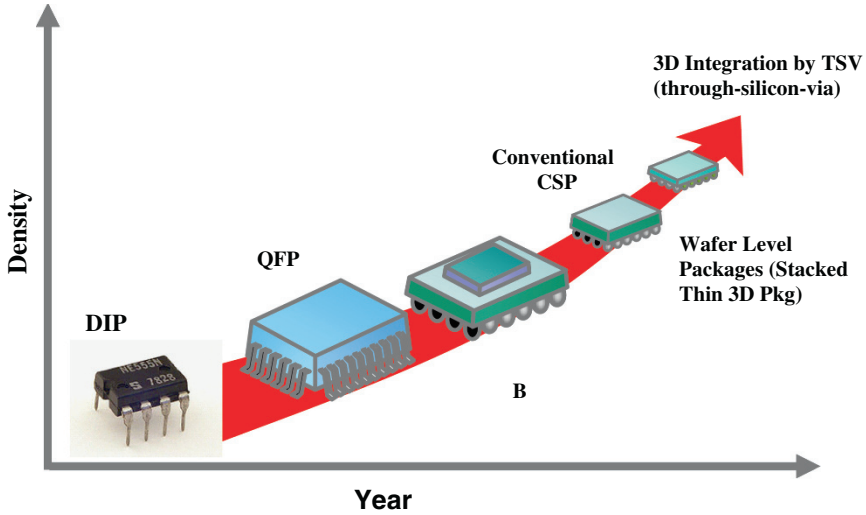 3D Integration by TSV
(through-silicon-via)
Conventional
CSP
Density
QFP
Wafer Level
Packages (Stacked
Thin 3D Pkg)
DIP
NE555N
S 7828
B
Year